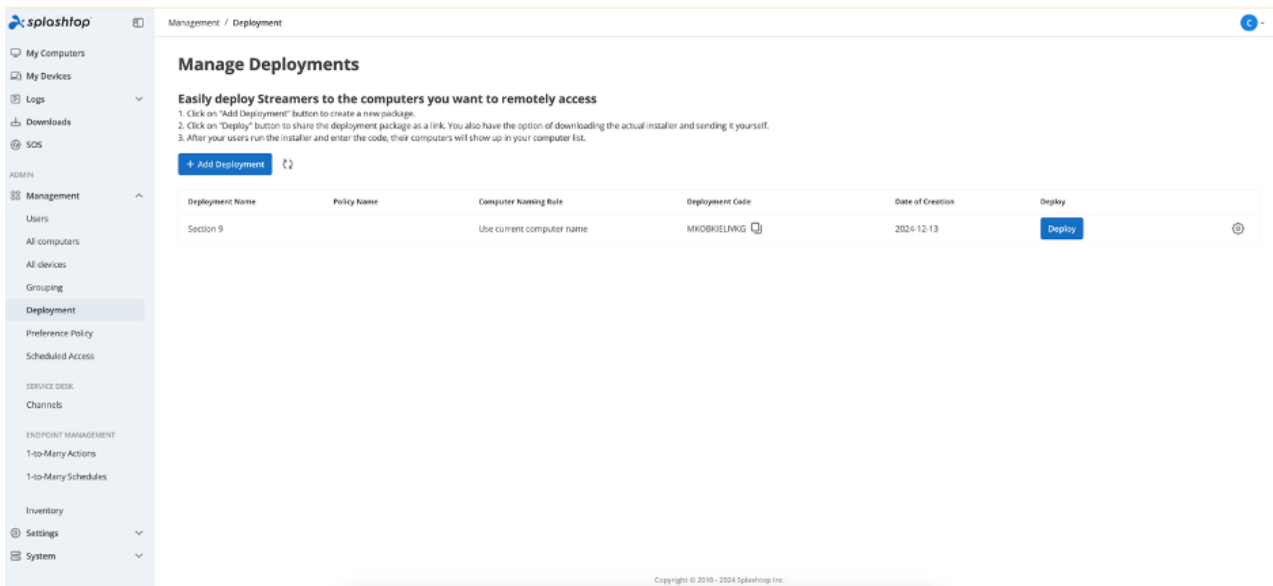 splashtop
Management / Deployment
C
My Computers
My Devices
Logs
Downloads
SOS
ADMIN
Management
Users
All computers
All devices
Grouping
Deployment
Preference Policy
Scheduled Access
SERVICE DESK
Channels
ENDPOINT MANAGEMENT
1-to-Many Actions
1-to-Many Schedules
Inventory
Settings
System
Manage Deployments
Easily deploy Streamers to the computers you want to remotely access
1. Click on "Add Deployment" button to create a new package.
2. Click on "Deploy" button to share the deployment package as a link. You also have the option of downloading the actual installer and sending it yourself.
3. After your users run the installer and enter the code, their computers will show up in your computer list.
+ Add Deployment
Deployment Name Policy Name Computer Naming Rule Deployment Code Date of Creation Deploy
Section 9 Use current computer name 2024-12-13 Deploy
Copyright © 2010 - 2024 Splashtop Inc.